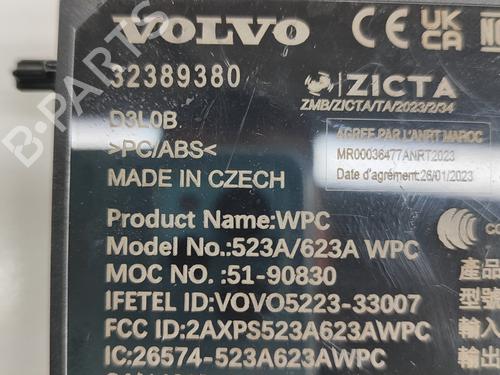 VOLVO
CE UK CA
32389380
ZICTA
ZMB/ZICTA/TA/2023/2/34
D3L0B
>PC/ABS<
MADE IN CZECH
AGREE PAR L'ANRT MAROC
MR00036477ANRT2023
Date d'agrément:26/01/2023
Product Name:WPC
Model No.:523A/623A WPC
MOC NO. :51-90830
IFETEL ID:VOVO5223-33007
FCC ID:2AXPS523A623AWPC
IC:26574-523A623AWPC
產品
型號
輸入
輸出
B-PARTS